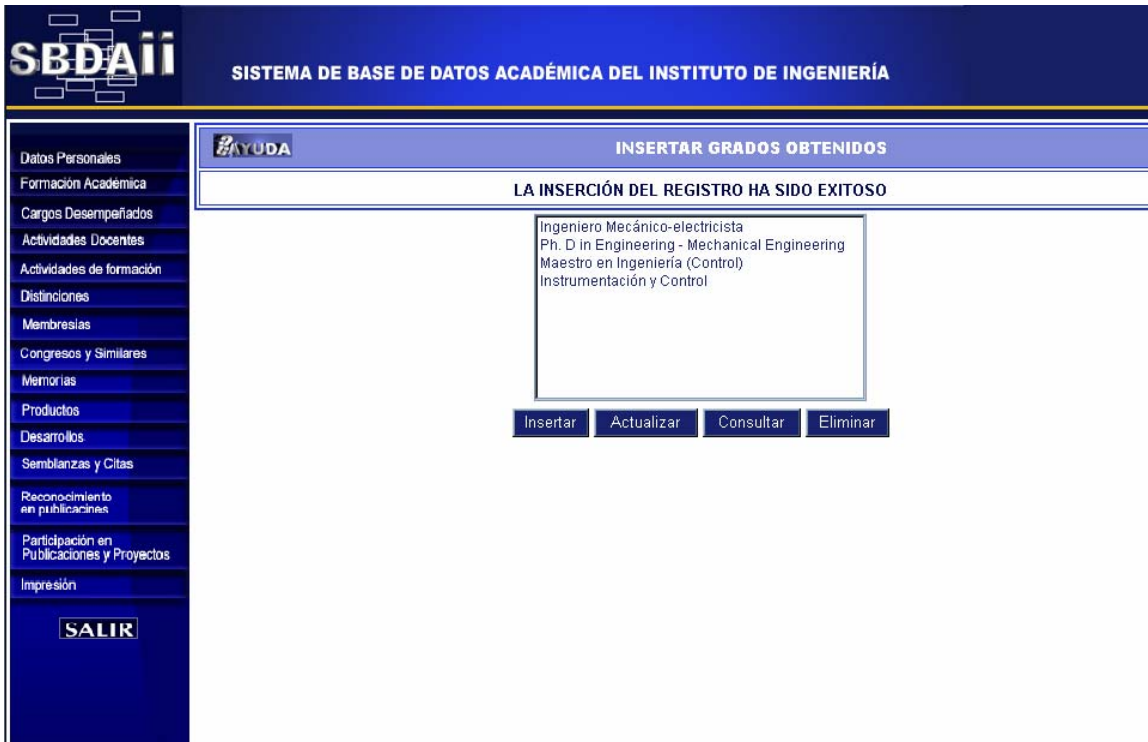 SBDAii
SISTEMA DE BASE DE DATOS ACADÉMICA DEL INSTITUTO DE INGENIERÍA
Datos Personales
Formación Académica
Cargos Desempeñados
Actividades Docentes
Actividades de formación
Distinciones
Membresias
Congresos y Similares
Memorias
Productos
Desarrollos
Semblanzas y Citas
Reconocimiento
en publicacines
Participación en
Publicaciones y Proyectos
Impresión
SALIR
AYUDA
INSERTAR GRADOS OBTENIDOS
LA INSERCIÓN DEL REGISTRO HA SIDO EXITOSO
Ingeniero Mecánico-electricista
Ph. D in Engineering - Mechanical Engineering
Maestro en Ingeniería (Control)
Instrumentación y Control
Insertar Actualizar Consultar Eliminar